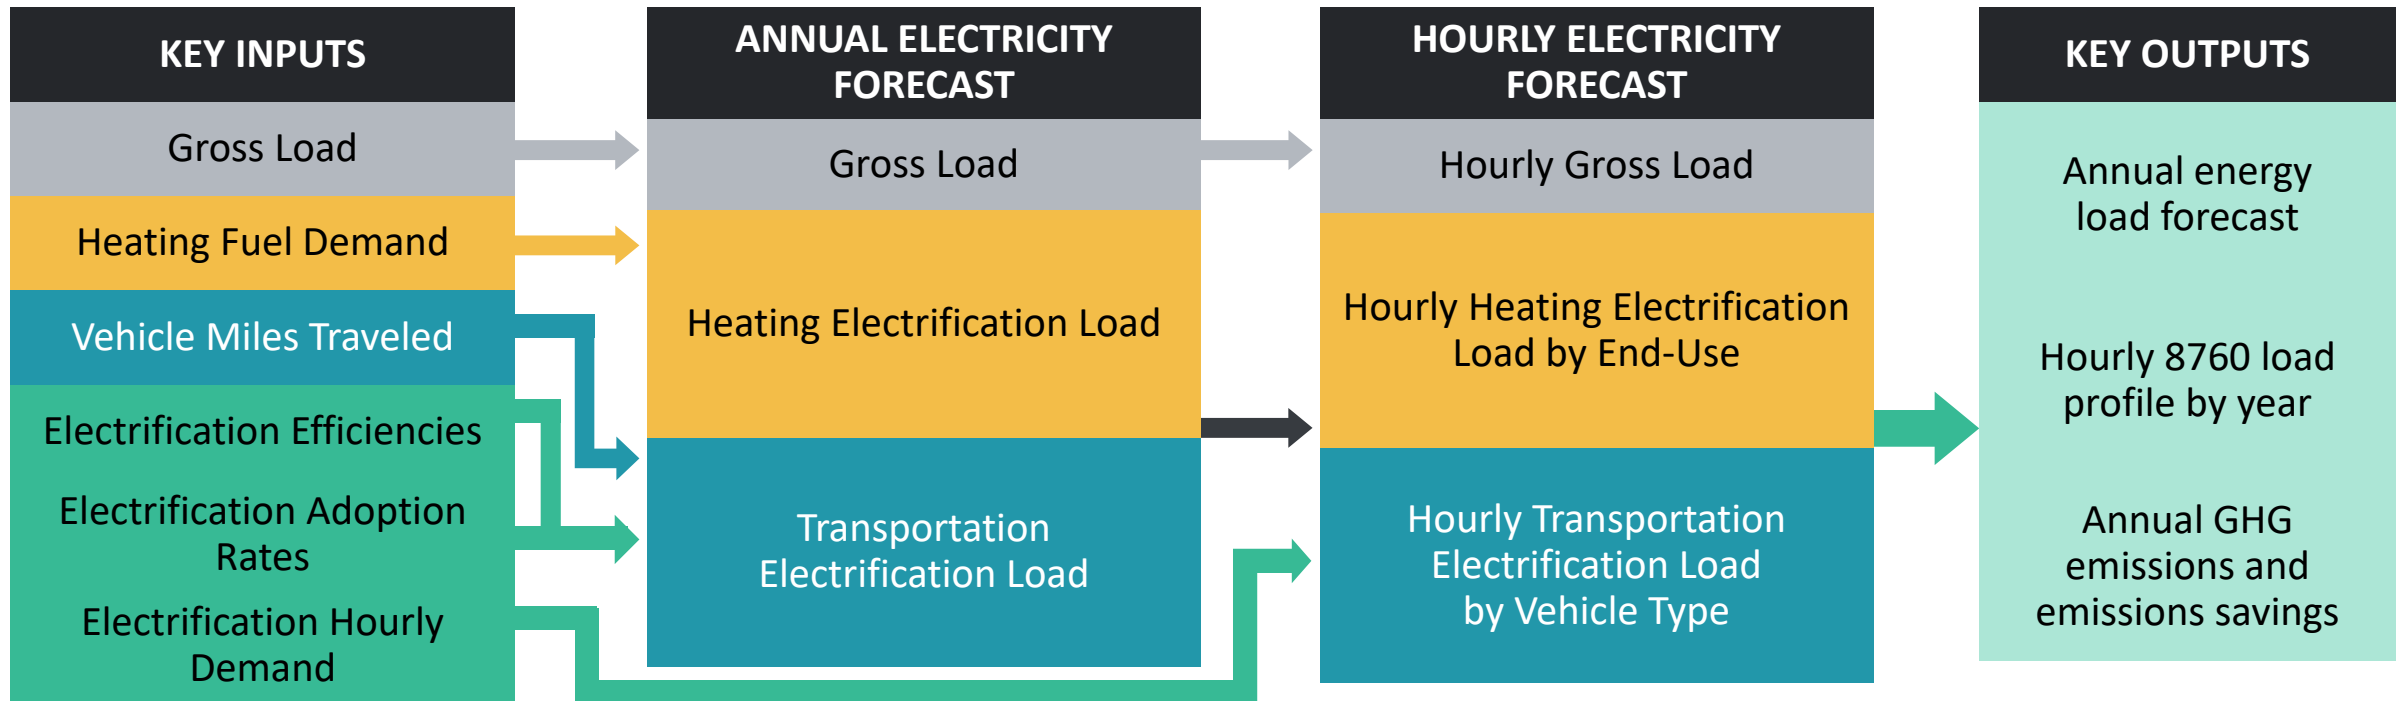 KEY INPUTS
Gross Load
Heating Fuel Demand
Vehicle Miles Traveled
Electrification Efficiencies
Electrification Adoption
Rates
Electrification Hourly
Demand
ANNUAL ELECTRICITY
FORECAST
Gross Load
Heating Electrification Load
Transportation
Electrification Load
HOURLY ELECTRICITY
FORECAST
Hourly Gross Load
Hourly Heating Electrification
Load by End-Use
Hourly Transportation
Electrification Load
by Vehicle Type
KEY OUTPUTS
Annual energy
load forecast
Hourly 8760 load
profile by year
Annual GHG
emissions and
emissions savings